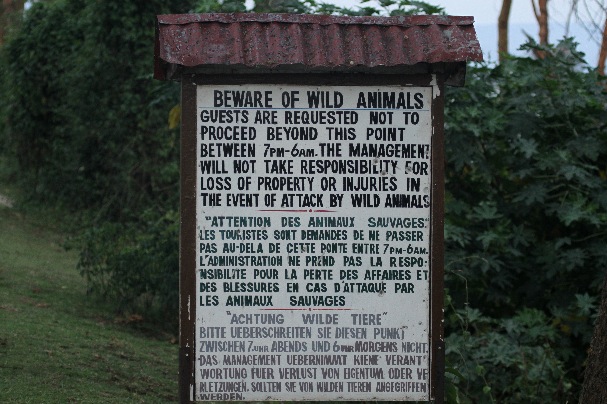 BEWARE OF WILD ANIMALS
GUESTS ARE REQUESTED NOT TO
PROCEED BEYOND THIS POINT
BETWEEN 7PM-6AM. THE MANAGEMENT
WILL NOT TAKE RESPONSIBILITY FOR
LOSS OF PROPERTY OR INJURIES IN
THE EVENT OF ATTACK BY WILD ANIMALS
"ATTENTION DES ANIMAUX SAUVAGES"
LES TOURISTES SONT DEMANDES DE NE PASSER
PAS AU-DELA DE CETTE PONTE ENTRE 7PM-6AM.
L'ADMINISTRATION NE PREND PAS LA RESPO-
NSIBILITE POUR LA PERTE DES AFFAIRES ET
DES BLESSURES EN CAS D'ATTAQUE PAR
LES ANIMAUX SAUVAGES
"ACHTUNG WILDE TIERE"
BITTE UEBERSCHREITEN SIE DIESEN PUNKT
ZWISCHEN 7.UHR ABENDS UND 6UHR MORGENS NICHT.
DAS MANAGEMENT UEBERNIMMT KIENE VERANT
WORTUNG FUER VERLUST VON EIGENTUM ODER VE
RLETZUNGEN. SOLLTEN SIE VON WILDEN TIEREN ANGEGRIFFEN
WERDEN.